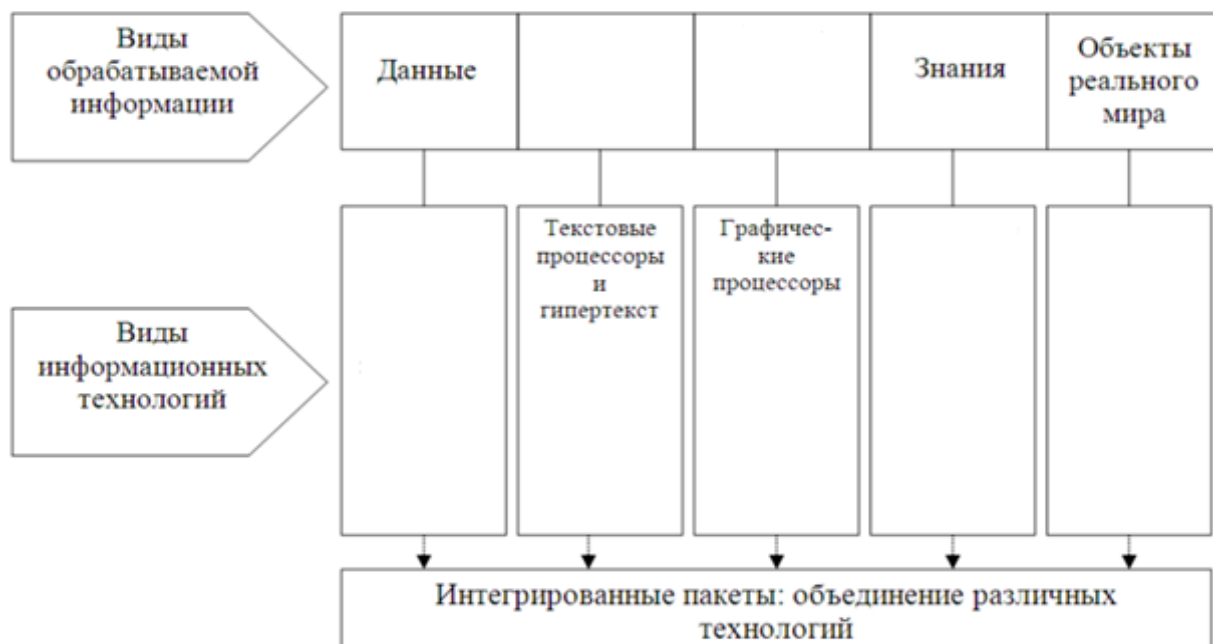 Виды
обрабатываемой
информации
Данные
Знания
Объекты
реального
мира
Виды
информационных
технологий
Текстовые
процессоры
и
гипертекст
Графичес-
кие
процессоры
Интегрированные пакеты: объединение различных
технологий